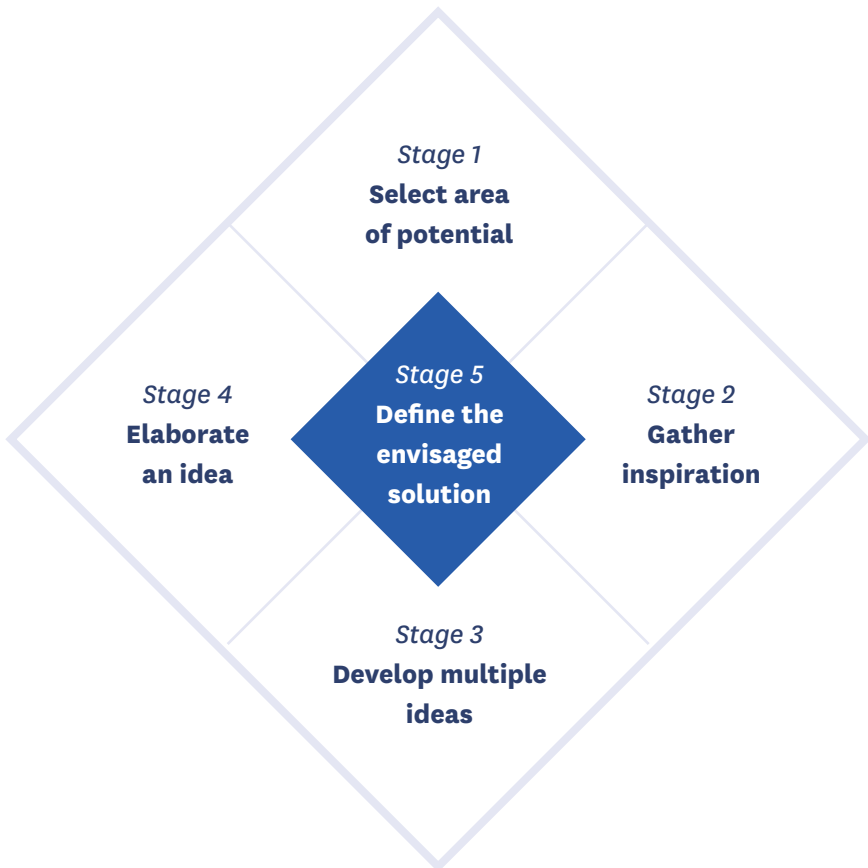 Stage 1
Select area
of potential
Stage 2
Gather
inspiration
Stage 3
Develop multiple
ideas
Stage 4
Elaborate
an idea
Stage 5
Define the
envisaged
solution